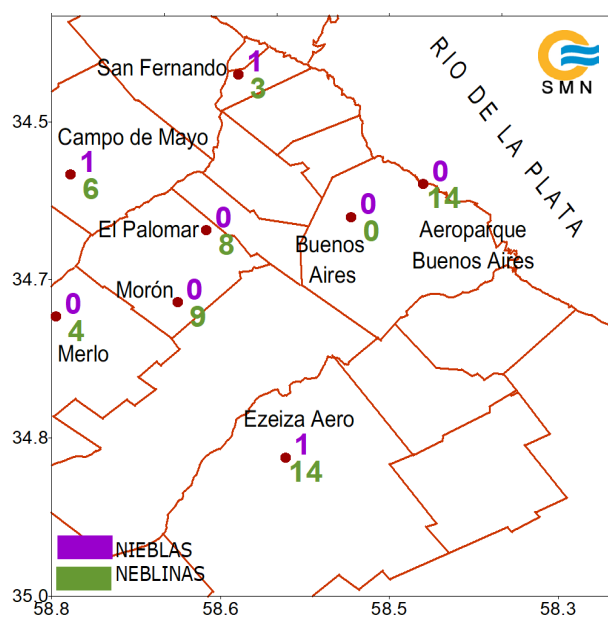 RIO DE LA PLATA
SMN
San Fernando
1
3
34.5
Campo de Mayo
1
6
0
14
El Palomar
0
8
0
0
Buenos
Aires
Aeroparque
Buenos Aires
34.7
Morón
0
9
0
4
Merlo
Ezeiza Aero
1
14
34.8
NIEBLAS
NEBLINAS
35.0
58.8
58.6
58.5
58.3